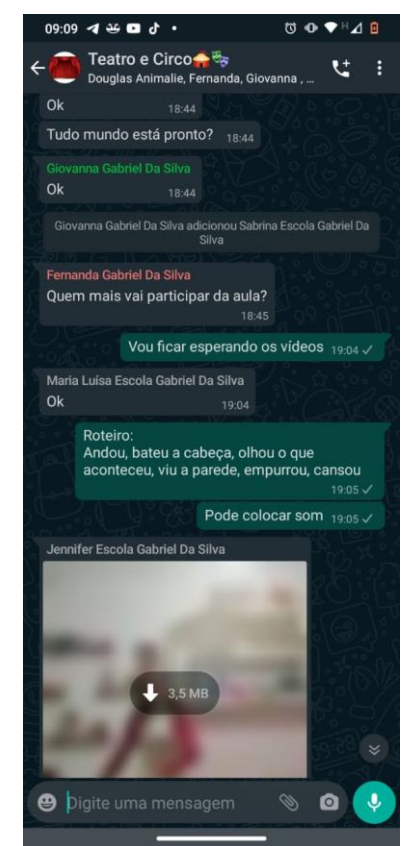 09:09
Teatro e Circo🎪🎭
Douglas Animalie, Fernanda, Giovanna , ...
Ok 18:44
Tudo mundo está pronto? 18:44
Giovanna Gabriel Da Silva
Ok 18:44
Giovanna Gabriel Da Silva adicionou Sabrina Escola Gabriel Da
Silva
Fernanda Gabriel Da Silva
Quem mais vai participar da aula?
18:45
Vou ficar esperando os vídeos 19:04
Maria Luísa Escola Gabriel Da Silva
Ok 19:04
Roteiro:
Andou, bateu a cabeça, olhou o que
aconteceu, viu a parede, empurrou, cansou
19:05
Pode colocar som 19:05
Jennifer Escola Gabriel Da Silva
3,5 MB
Digite uma mensagem